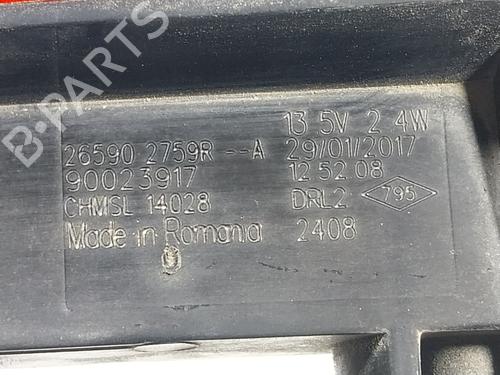 13 5V 2 4W
26590 2759R --A 29/01/2017
90023917 12 52 08
CHMSL 14028 DRL2 795
Made in Romania 2408
B-Parts